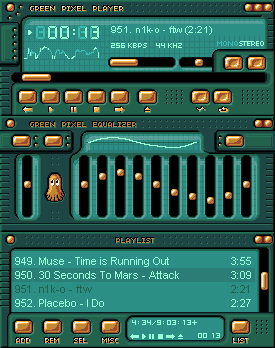 GREEN PIXEL PLAYER
00:13
951. n1k-o - ftw (2:21)
256 KBPS 44 KHZ
MONO STEREO
GREEN PIXEL EQUALIZER
PLAYLIST
949. Muse - Time is Running Out 3:55
950. 30 Seconds To Mars - Attack 3:09
951. n1k-o - ftw 2:21
952. Placebo - I Do 2:27
4:34/9:03:13+
00 13
ADD REM SEL MISC LIST